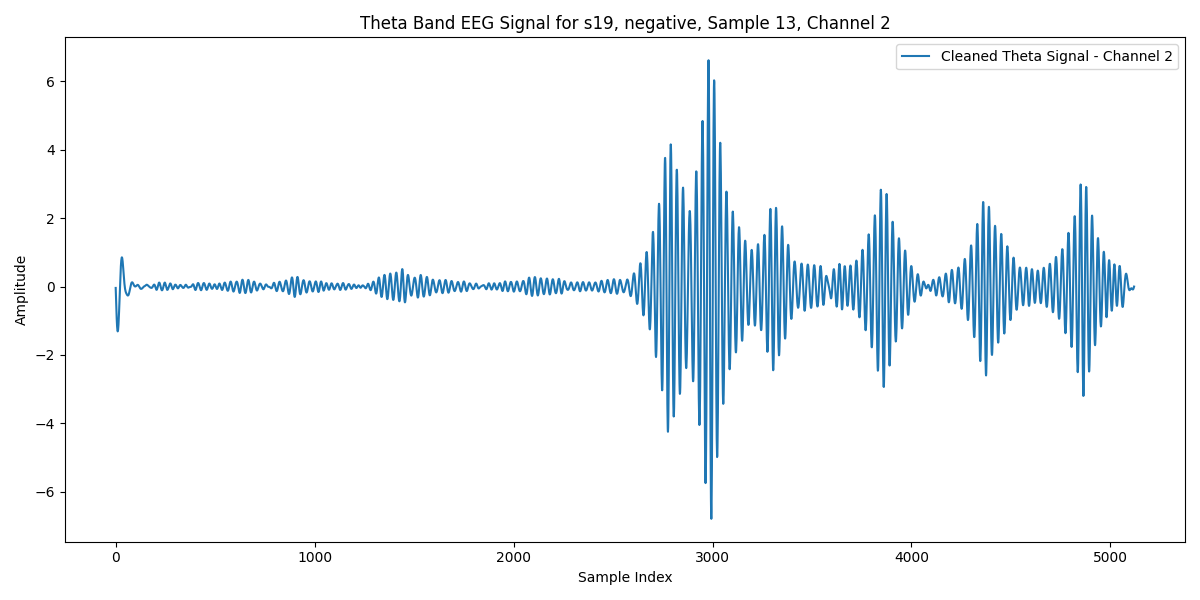 Theta Band EEG Signal for s19, negative, Sample 13, Channel 2
Cleaned Theta Signal - Channel 2
Amplitude
6
4
2
0
−2
−4
−6
0 1000 2000 3000 4000 5000
Sample Index